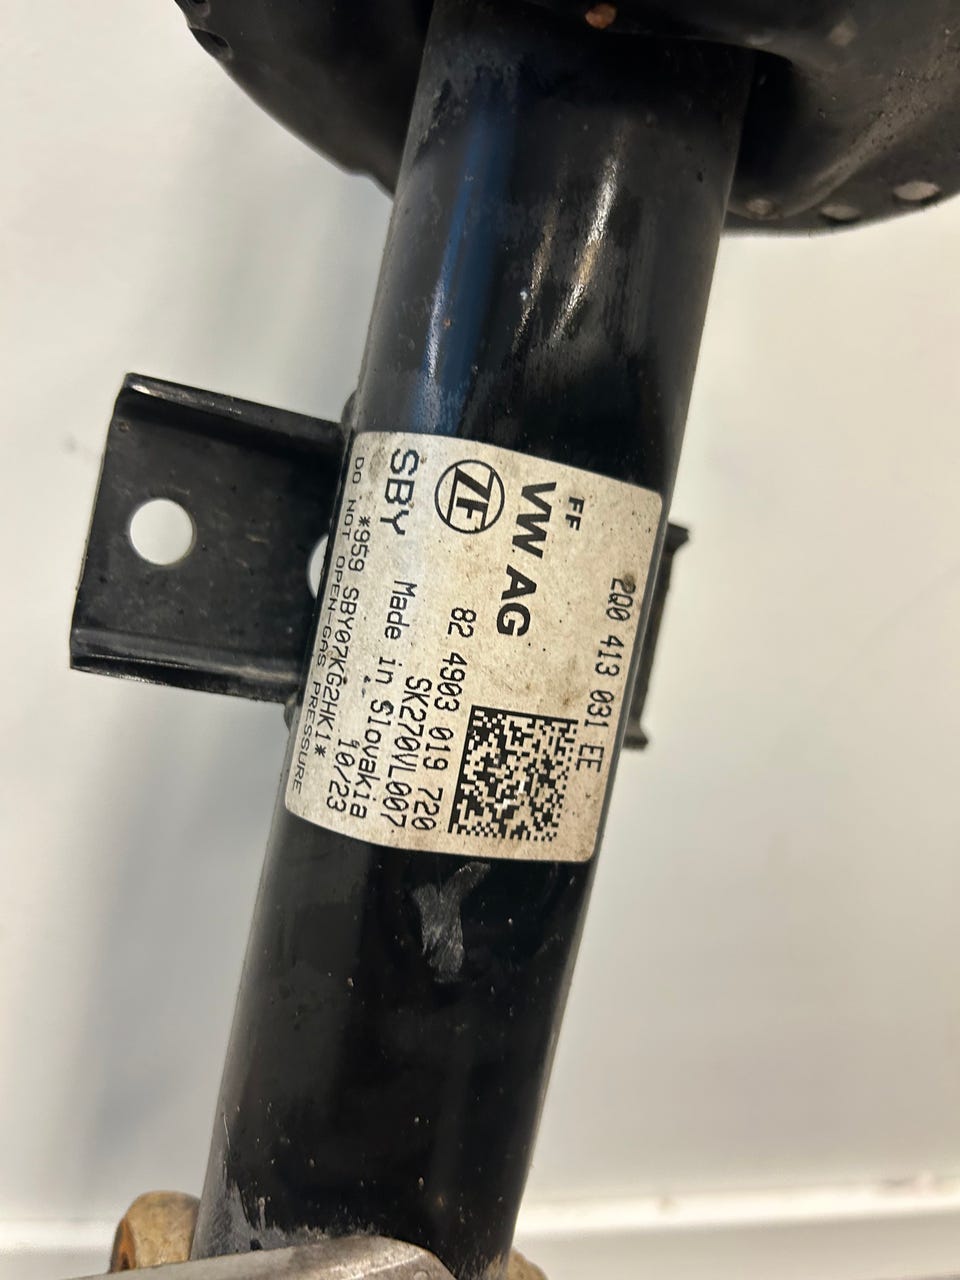 2Q0 413 031 EE
FF
VW AG
ZF
82 4903 019 720
SK270VL007
SBY
Made in Slovakia
10/23
*959 SBY07KG2HK1*
DO NOT OPEN-GAS PRESSURE